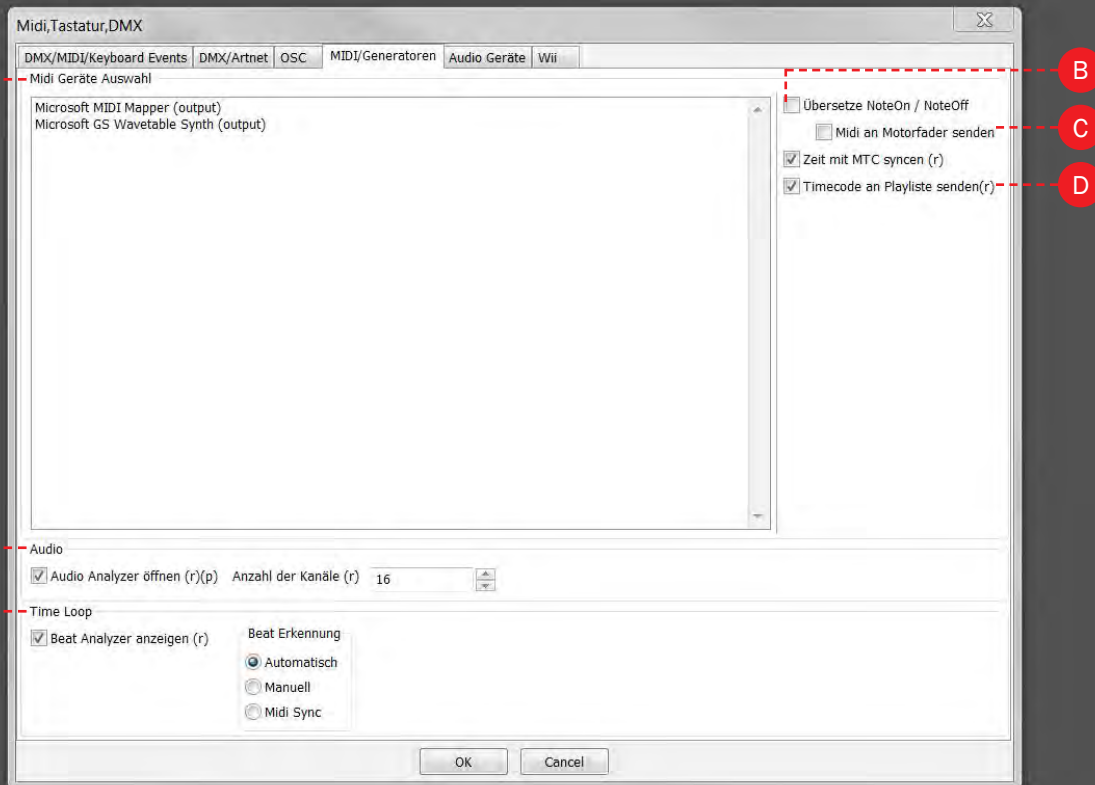 Midi,Tastatur,DMX
DMX/MIDI/Keyboard Events DMX/Artnet OSC MIDI/Generatoren Audio Geräte Wii
Midi Geräte Auswahl
Microsoft MIDI Mapper (output)
Microsoft GS Wavetable Synth (output)
B
Übersetze NoteOn / NoteOff
Midi an Motorfader senden
C
Zeit mit MTC syncen (r)
Timecode an Playliste senden(r)
D
Audio
Audio Analyzer öffnen (r)(p) Anzahl der Kanäle (r) 16
Time Loop
Beat Analyzer anzeigen (r)
Beat Erkennung
Automatisch
Manuell
Midi Sync
OK Cancel